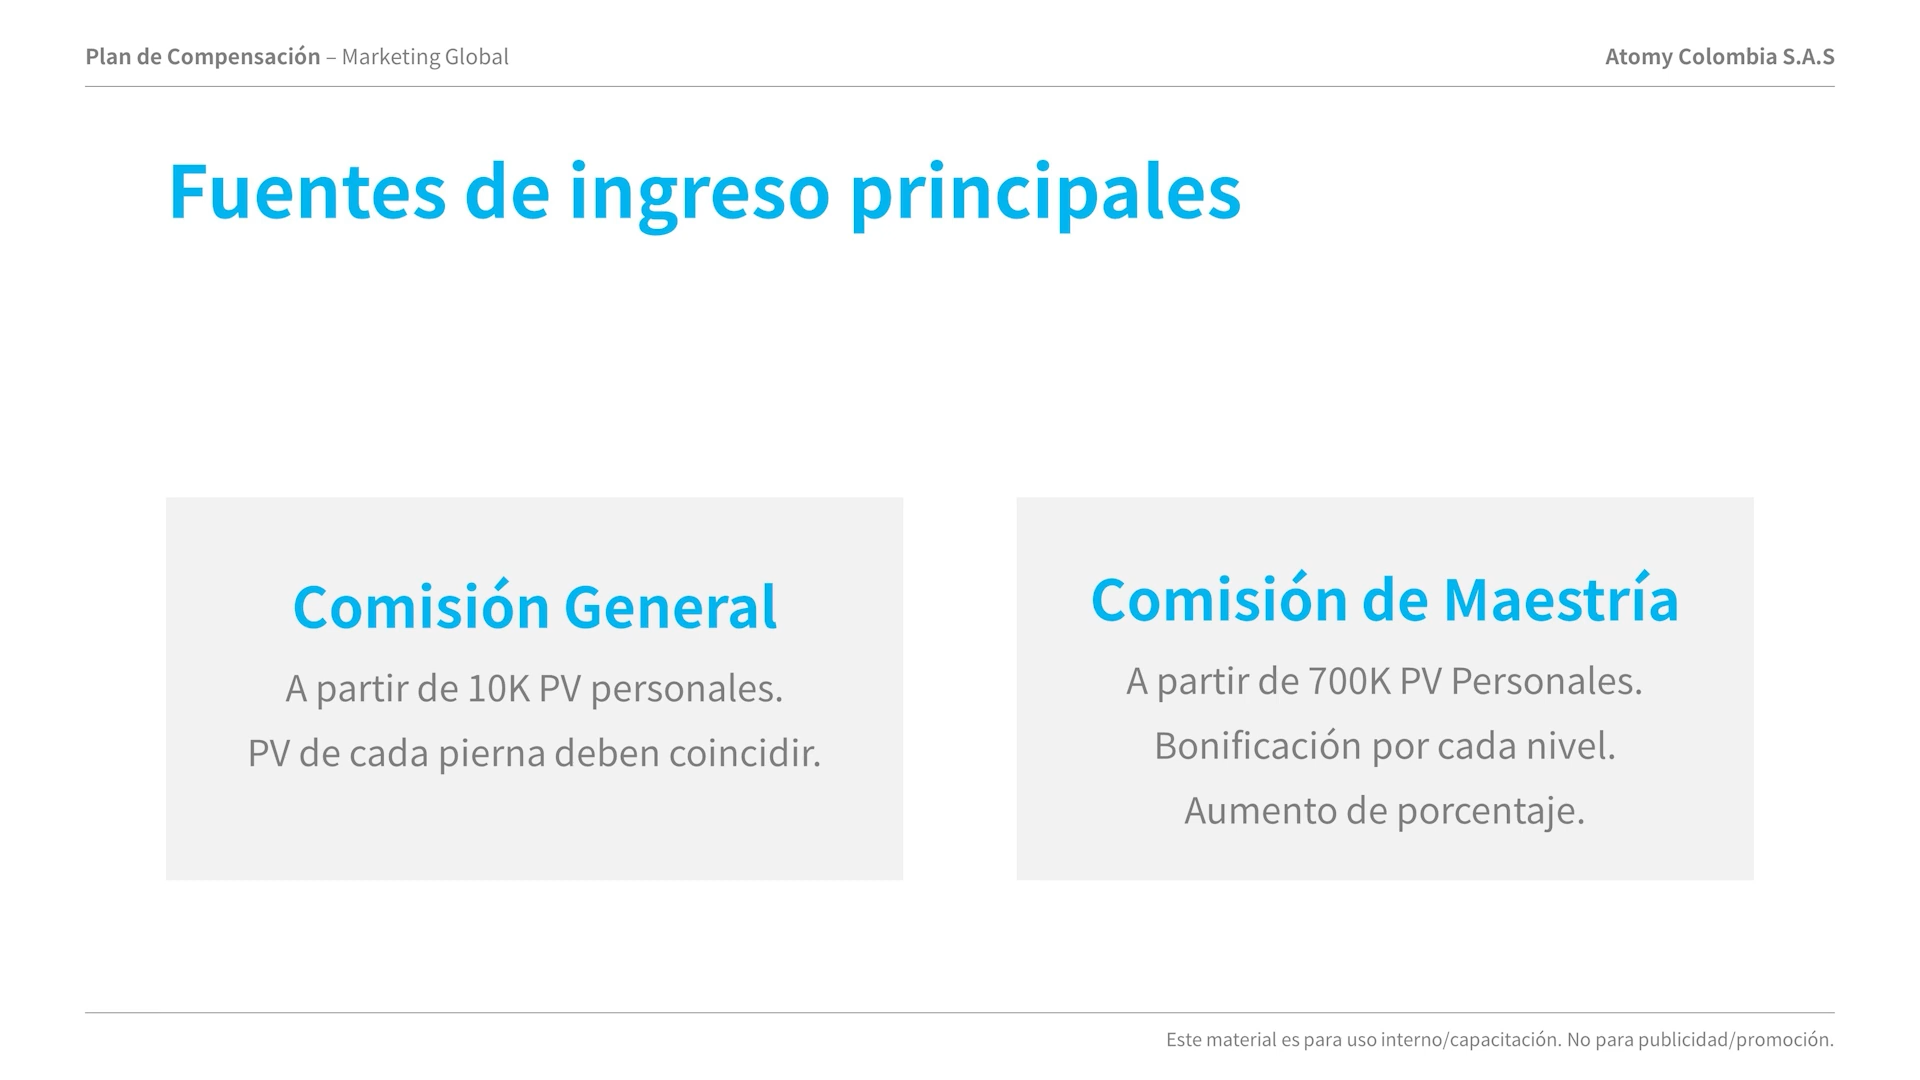 Plan de Compensación – Marketing Global
Atomy Colombia S.A.S
Fuentes de ingreso principales
Comisión General
A partir de 10K PV personales.
PV de cada pierna deben coincidir.
Comisión de Maestría
A partir de 700K PV Personales.
Bonificación por cada nivel.
Aumento de porcentaje.
Este material es para uso interno/capacitación. No para publicidad/promoción.